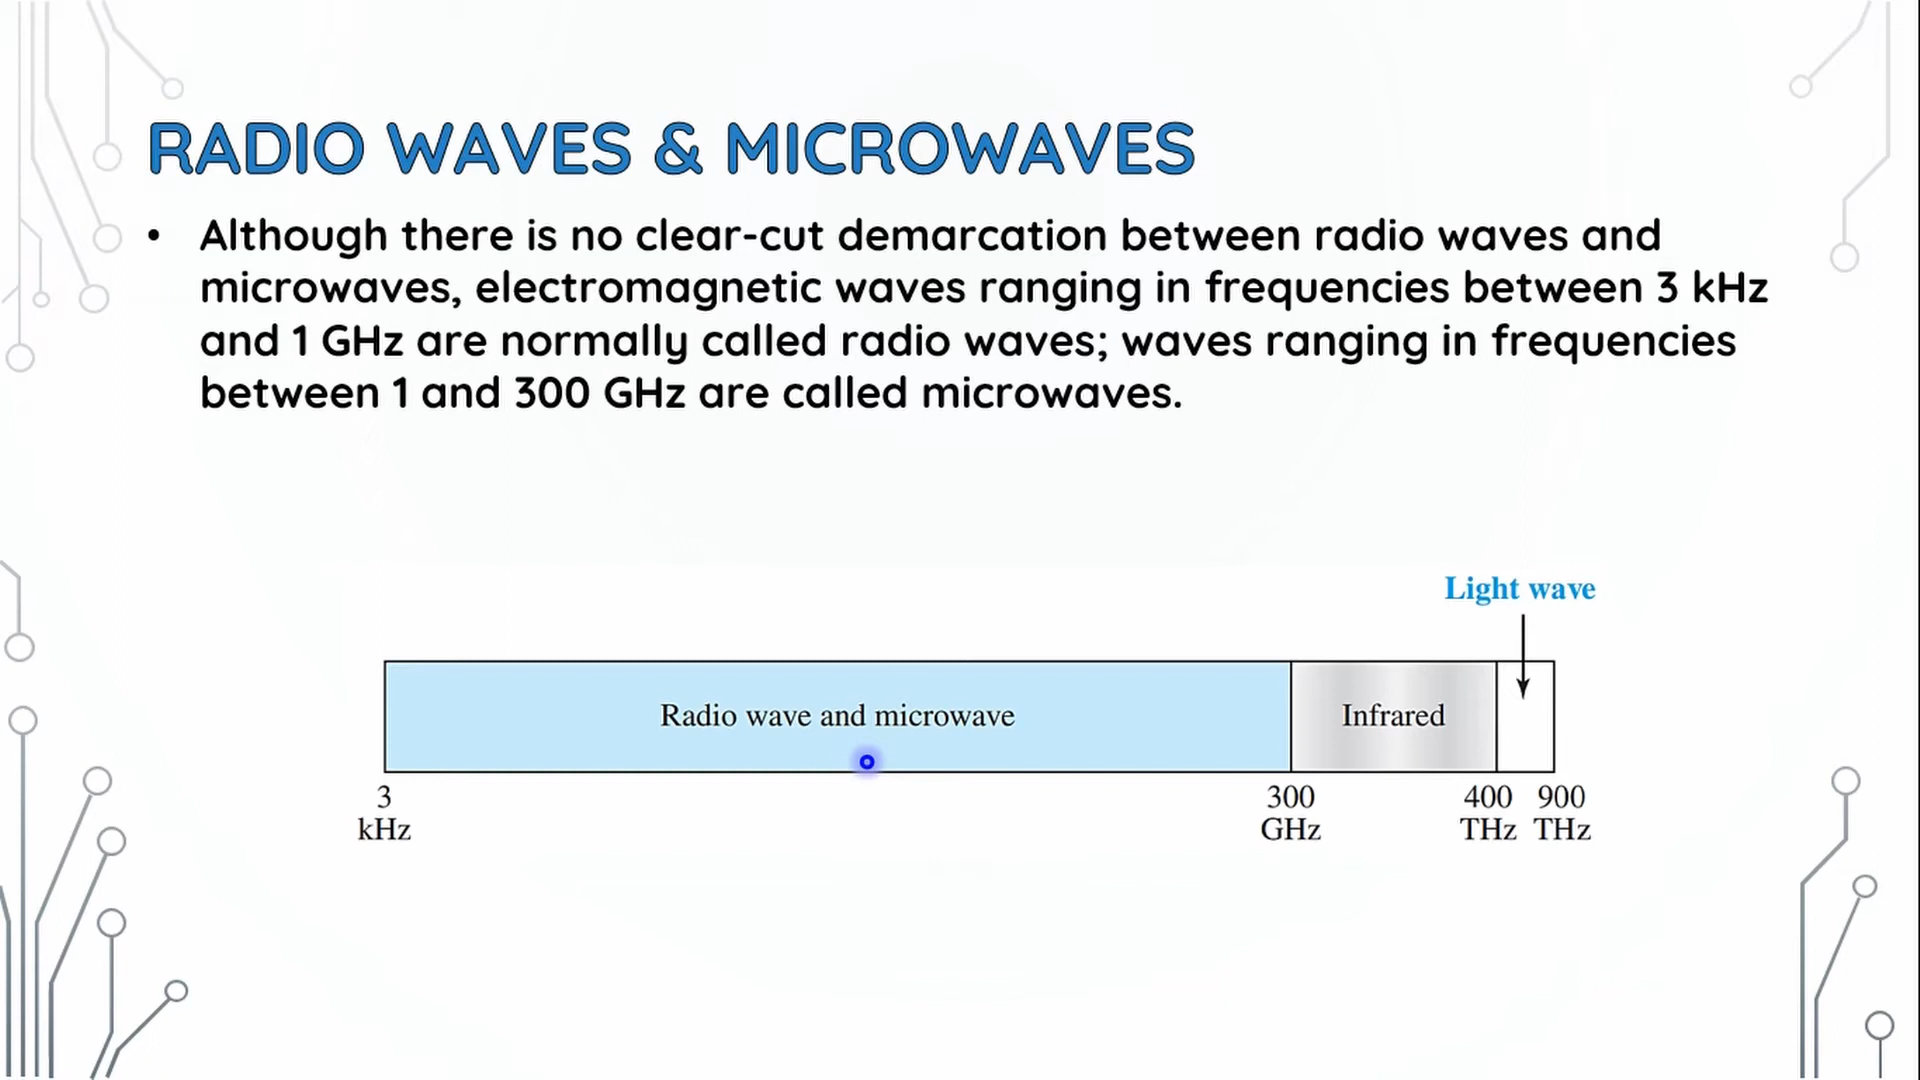 RADIO WAVES & MICROWAVES
• Although there is no clear-cut demarcation between radio waves and
microwaves, electromagnetic waves ranging in frequencies between 3 kHz
and 1 GHz are normally called radio waves; waves ranging in frequencies
between 1 and 300 GHz are called microwaves.
Light wave
Radio wave and microwave
Infrared
3
kHz
300
GHz
400
THz
900
THz